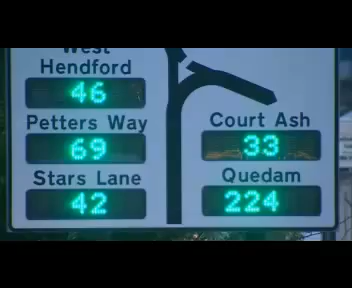 West
Hendford
46
Petters Way
69
Stars Lane
42
Court Ash
33
Quedam
224